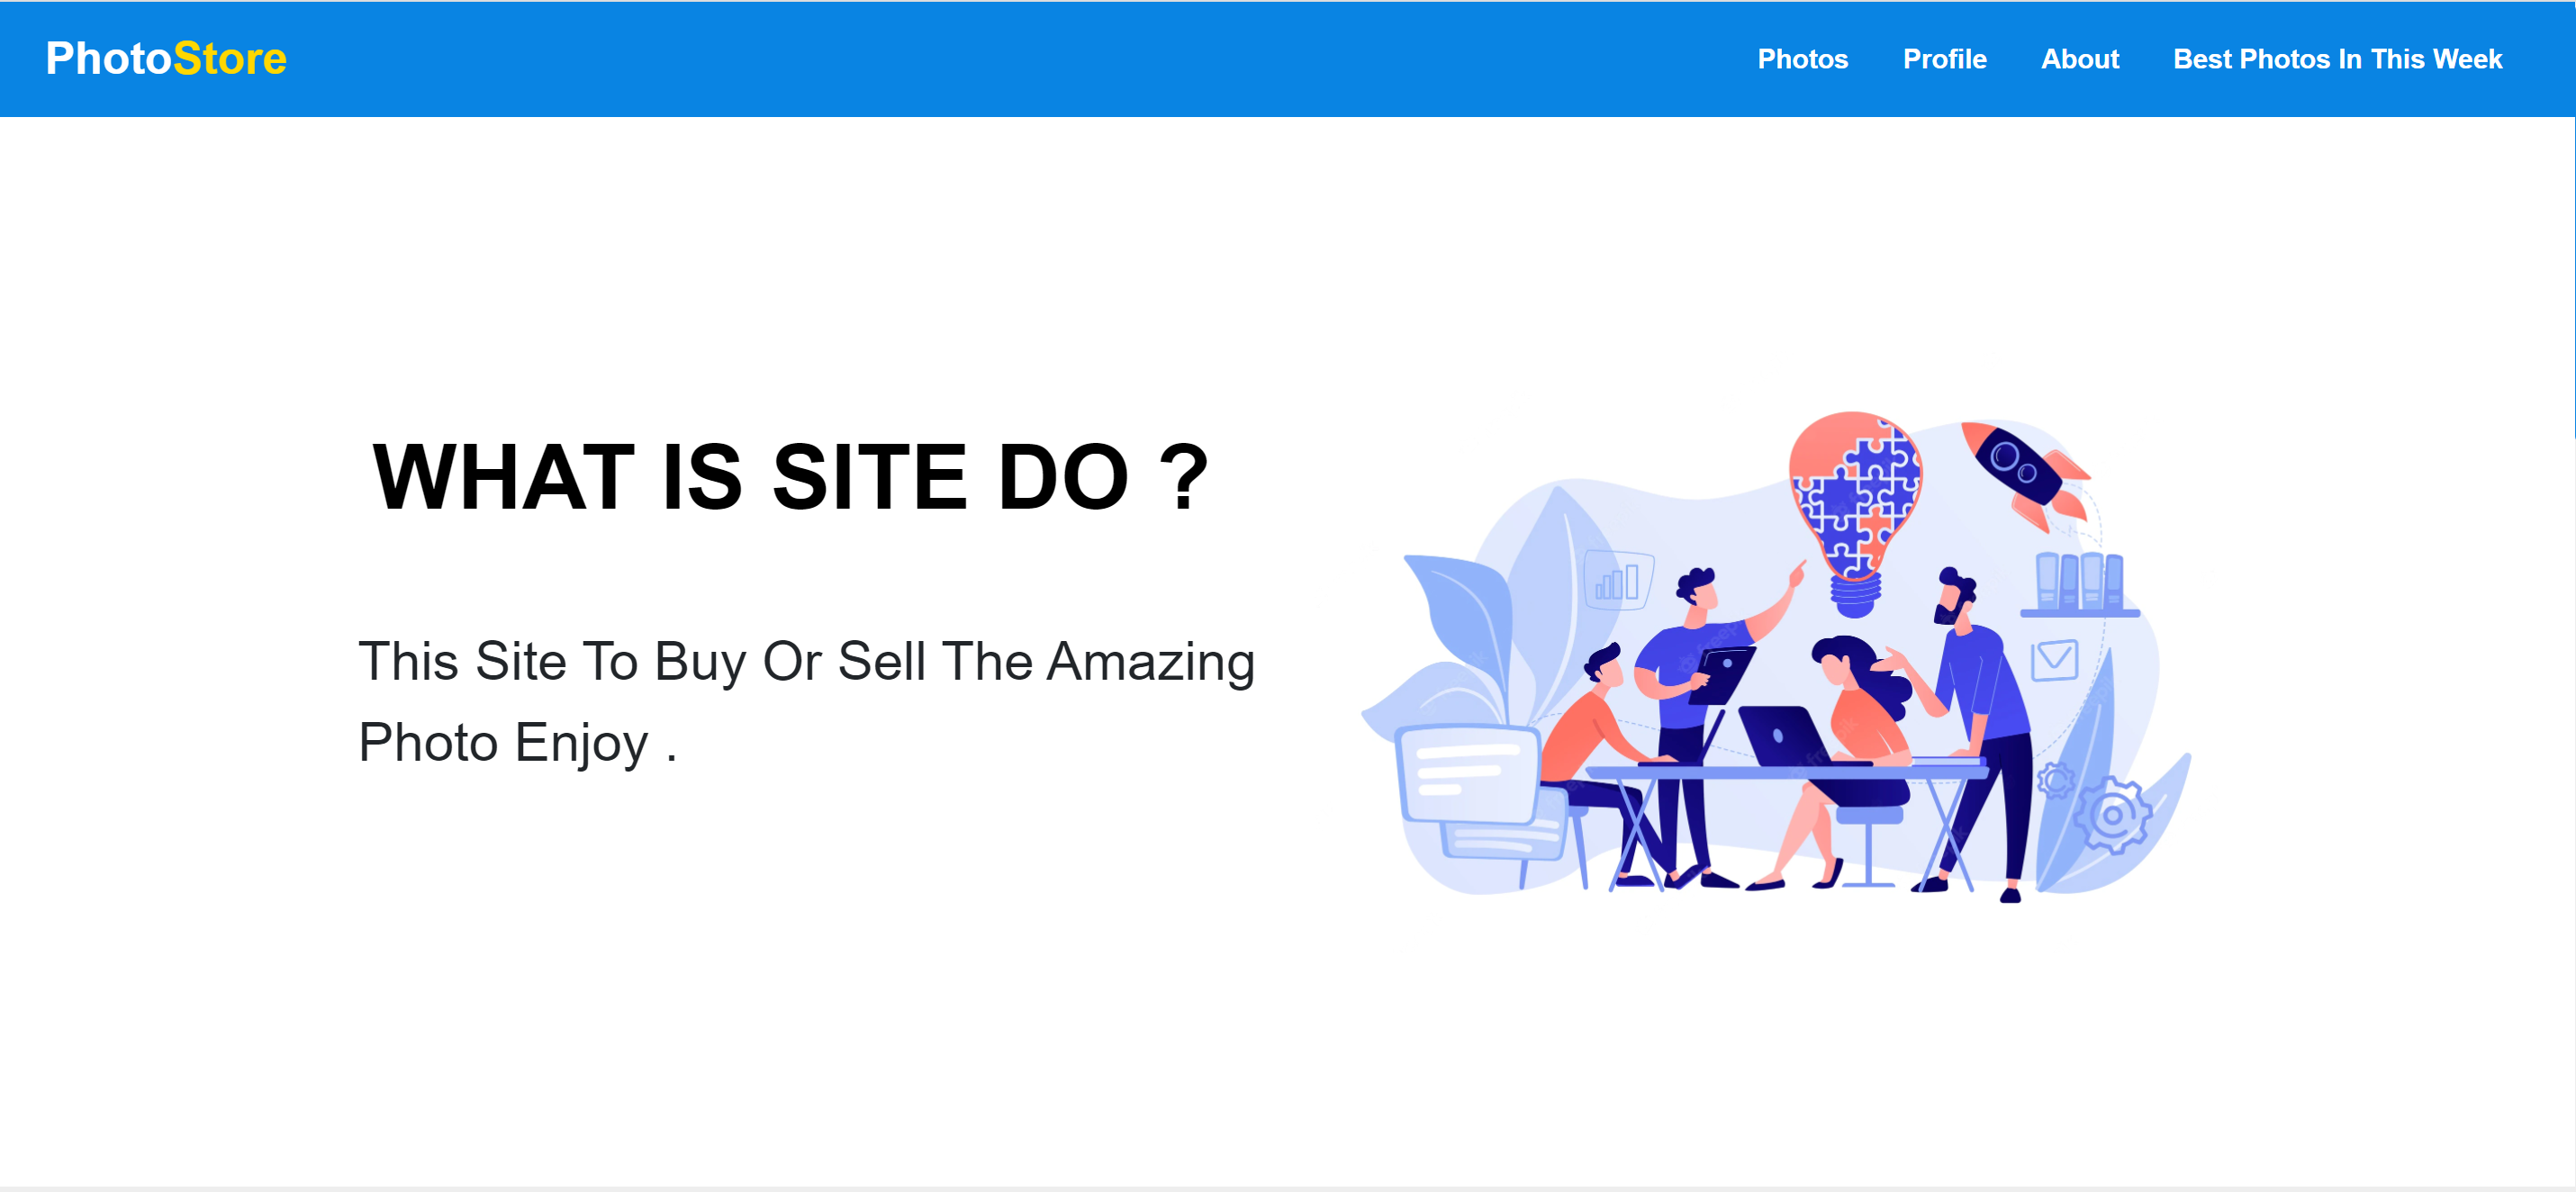 PhotoStore
Photos Profile About Best Photos In This Week
WHAT IS SITE DO ?
This Site To Buy Or Sell The Amazing
Photo Enjoy .